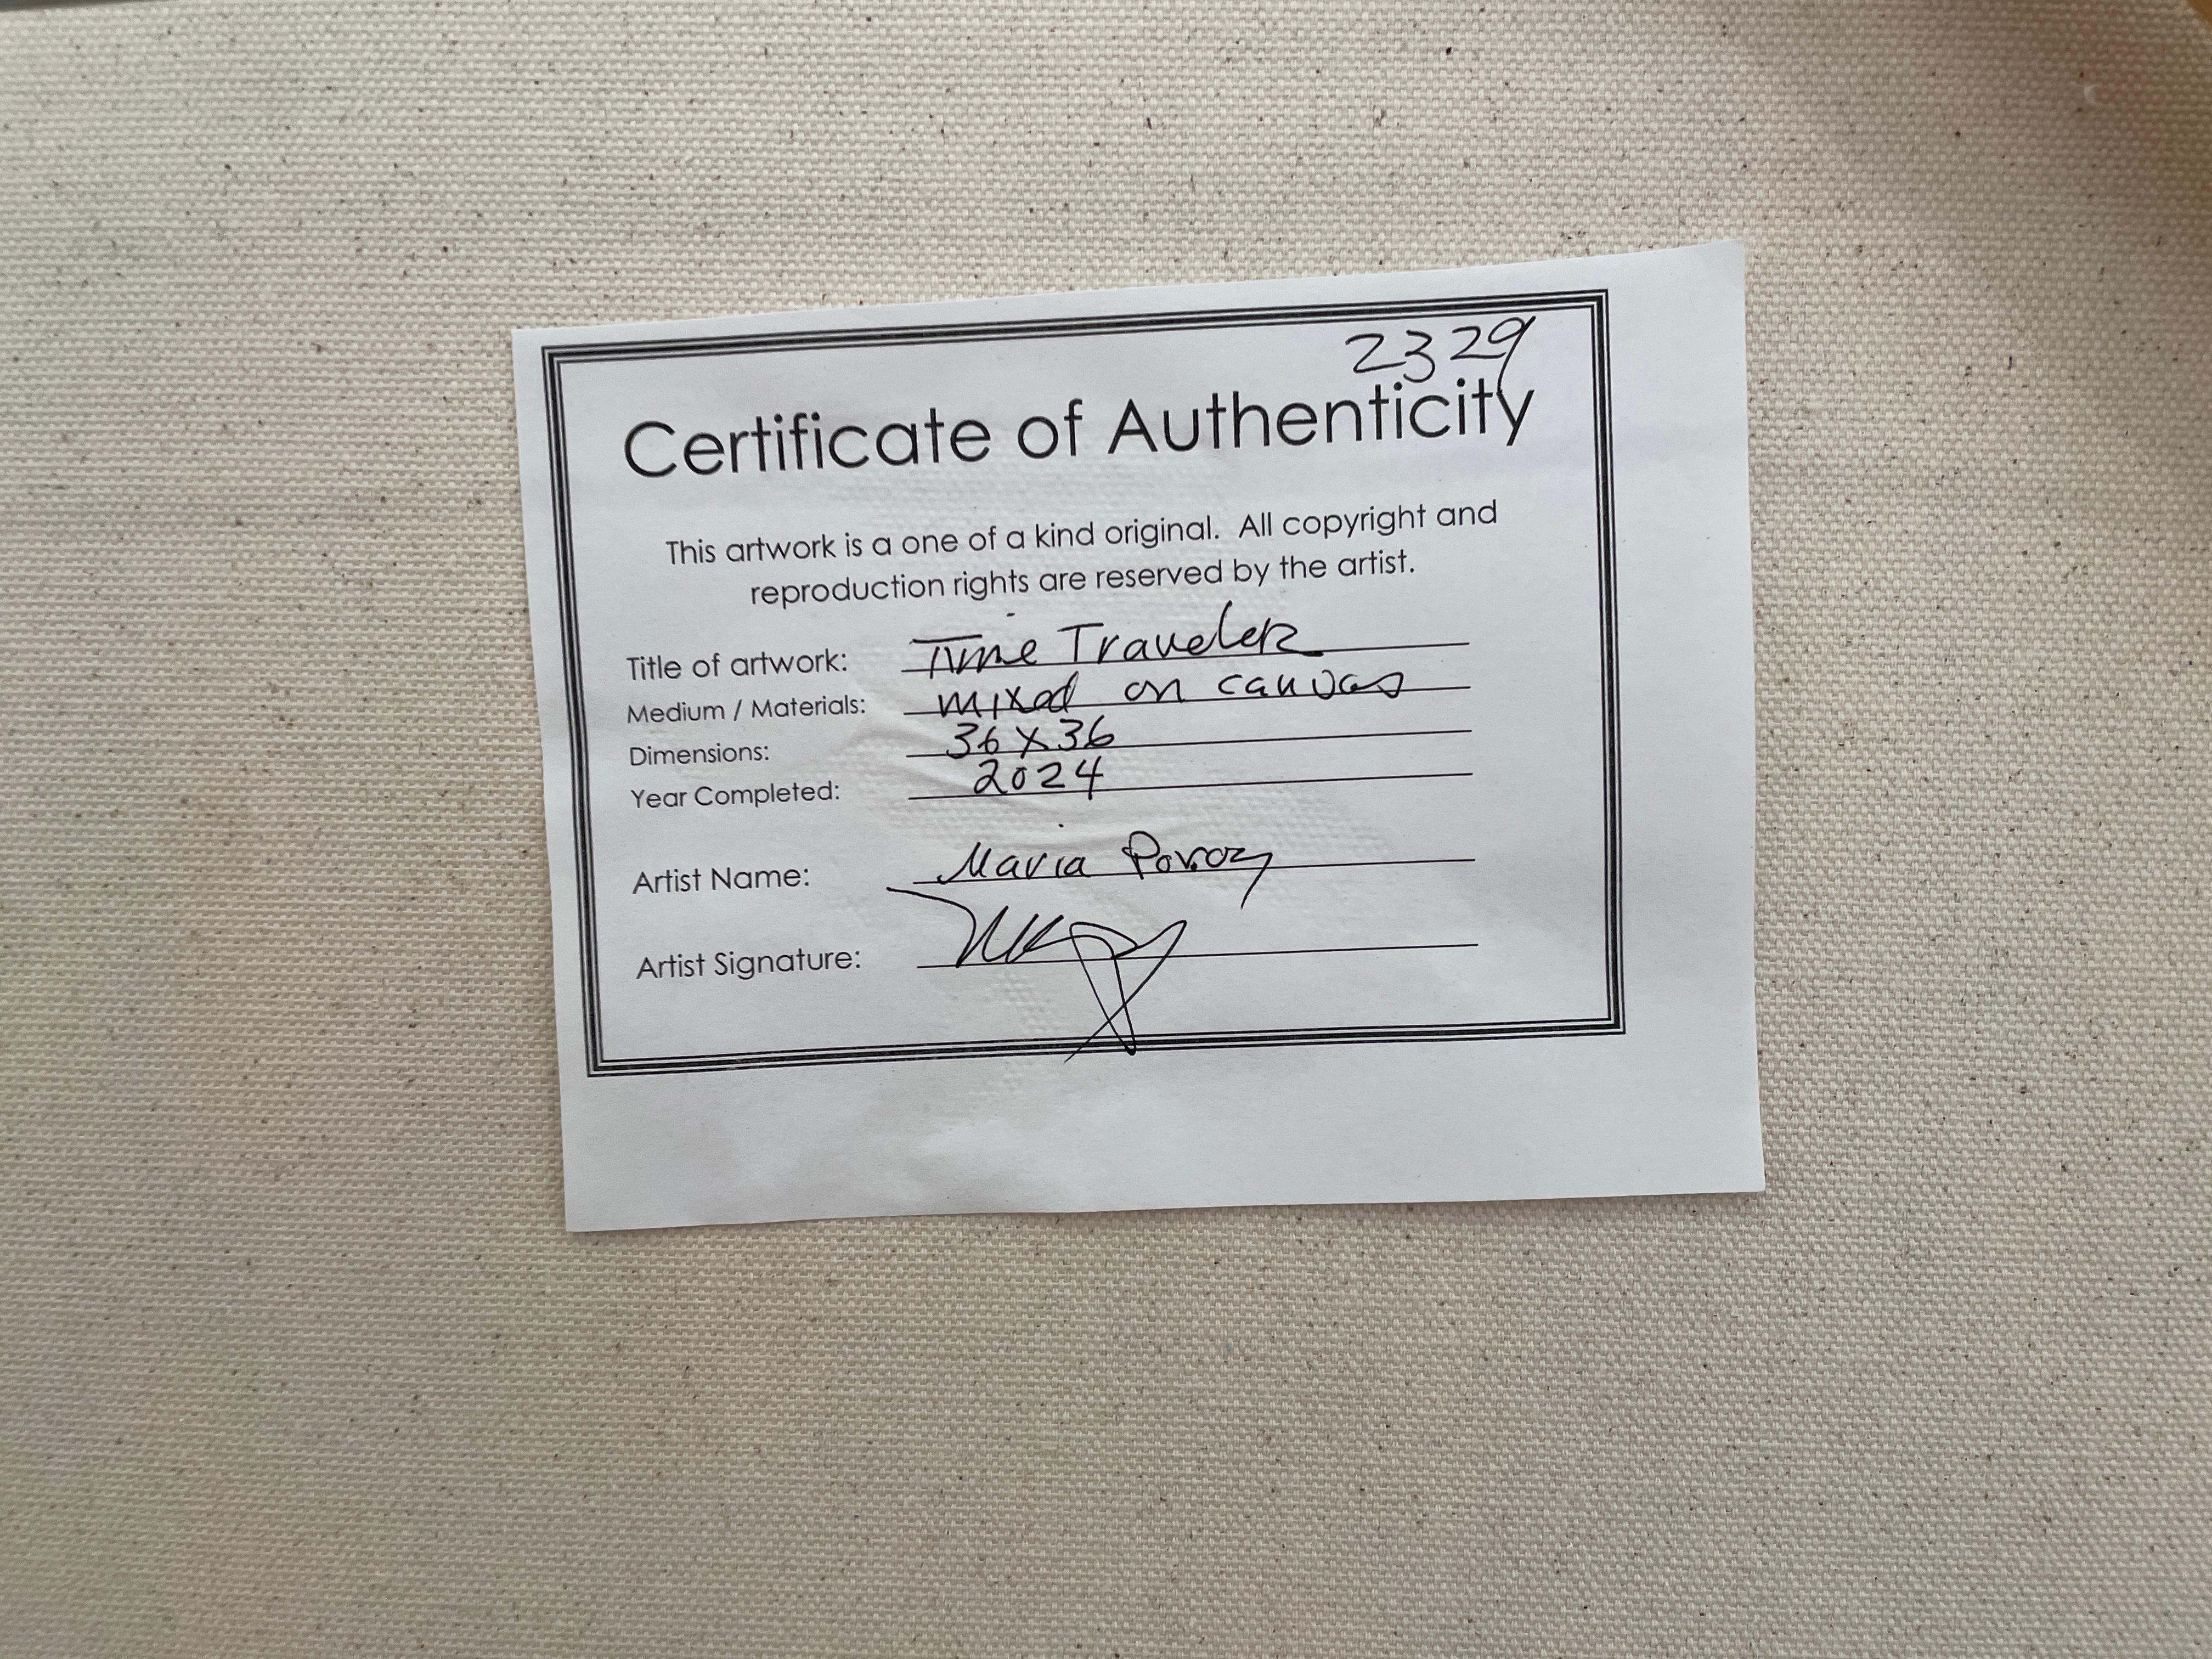 2329
Certificate of Authenticity
This artwork is a one of a kind original. All copyright and
reproduction rights are reserved by the artist.
Title of artwork: Time Traveler
Medium / Materials: mixed on canvas
Dimensions: 36 x 36
Year Completed: 2024
Artist Name: Maria
Artist Signature: